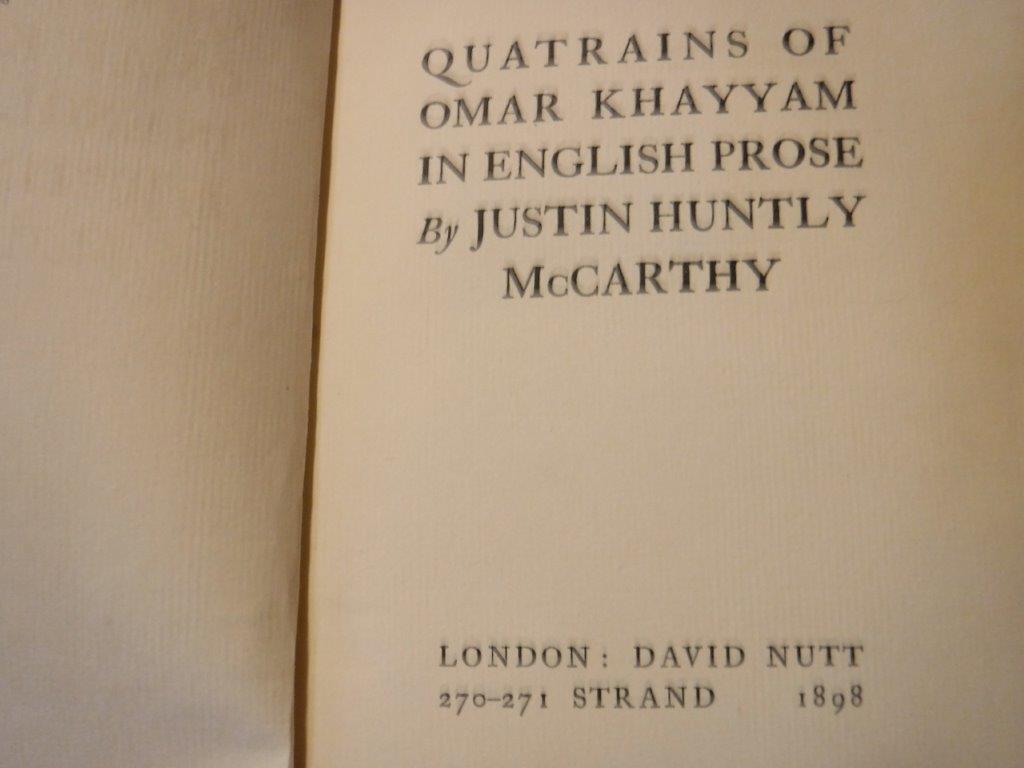 QUATRAINS OF
OMAR KHAYYAM
IN ENGLISH PROSE
By JUSTIN HUNTLY
McCARTHY
LONDON: DAVID NUTT
270–271 STRAND 1898